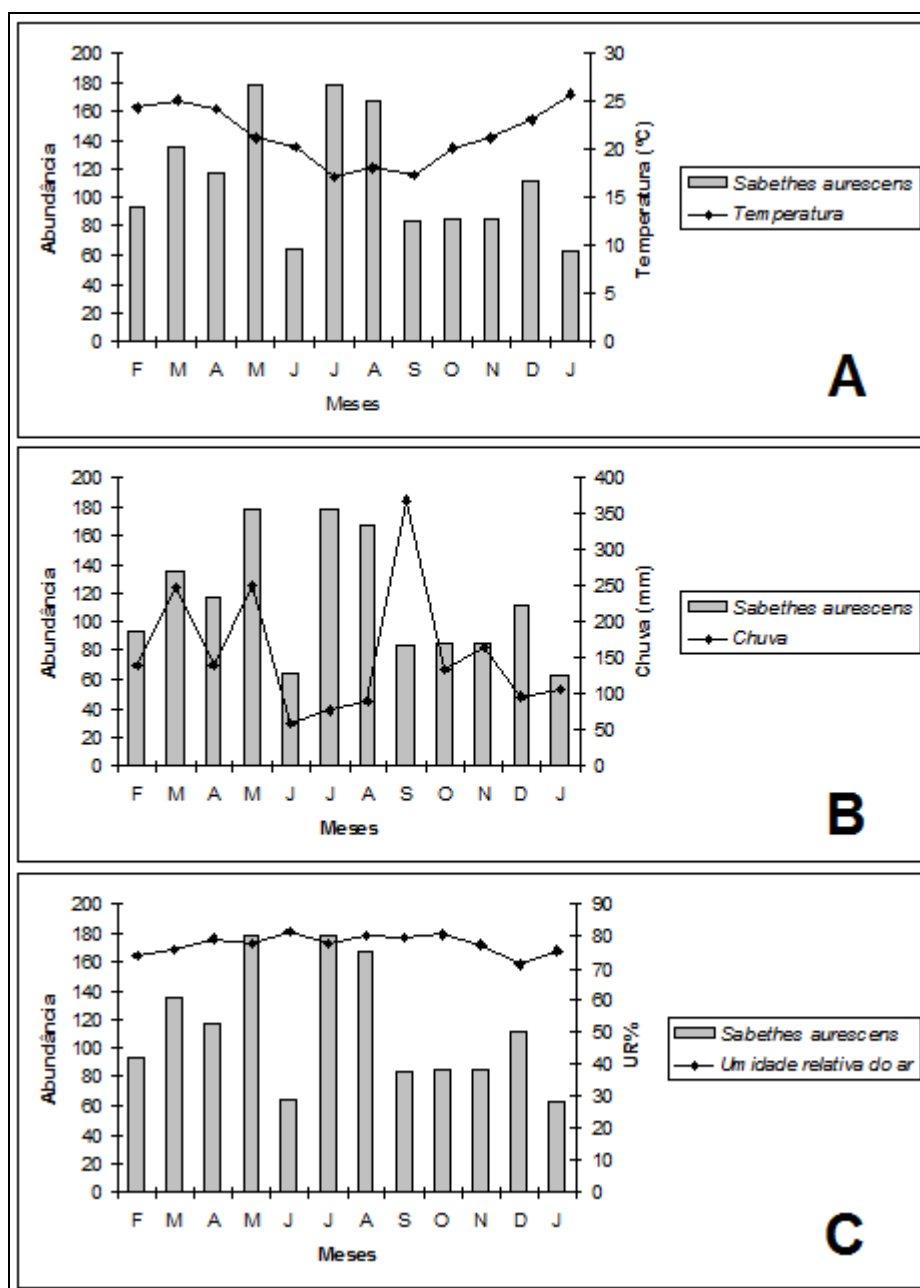 200 30
180
160 25
140
120 20
100 15
80
60 10
40 5
20
0 0
Abundância
Temperatura (ºC)
F M A M J J A S O N D J
Meses
Sabethes aurescens
Temperatura
A
200 400
180 350
160 300
140
120 250
100 200
80 150
60 100
40
20 50
0 0
Abundância
Chuva (mm)
F M A M J J A S O N D J
Meses
Sabethes aurescens
Chuva
B
200 90
180 80
160 70
140 60
120 50
100
80 40
60 30
40 20
20 10
0 0
Abundância
UR%
F M A M J J A S O N D J
Meses
Sabethes aurescens
Umidade relativa do ar
C